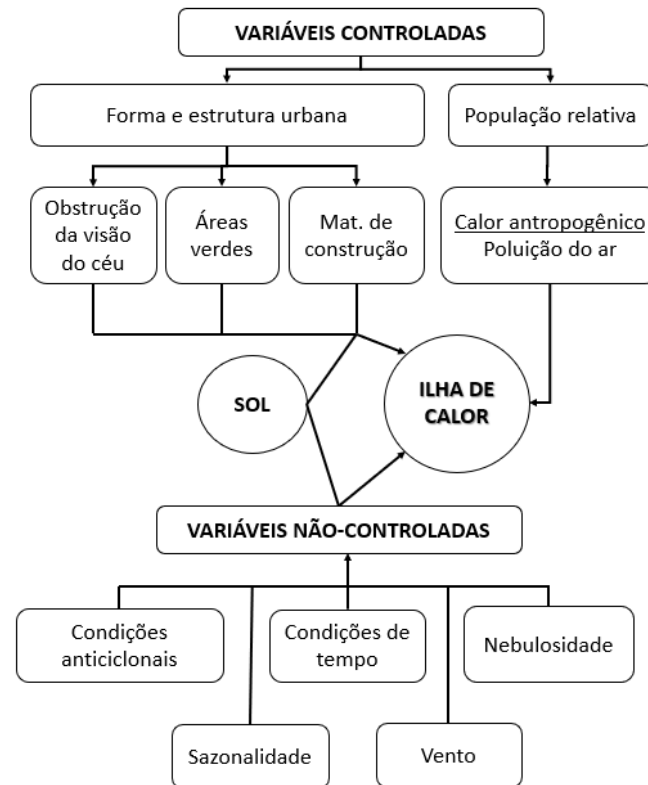 VARIÁVEIS CONTROLADAS
Forma e estrutura urbana
População relativa
Obstrução
da visão
do céu
Áreas
verdes
Mat. de
construção
Calor antropogênico
Poluição do ar
SOL
ILHA DE
CALOR
VARIÁVEIS NÃO-CONTROLADAS
Condições
anticiclonais
Condições de
tempo
Nebulosidade
Sazonalidade
Vento